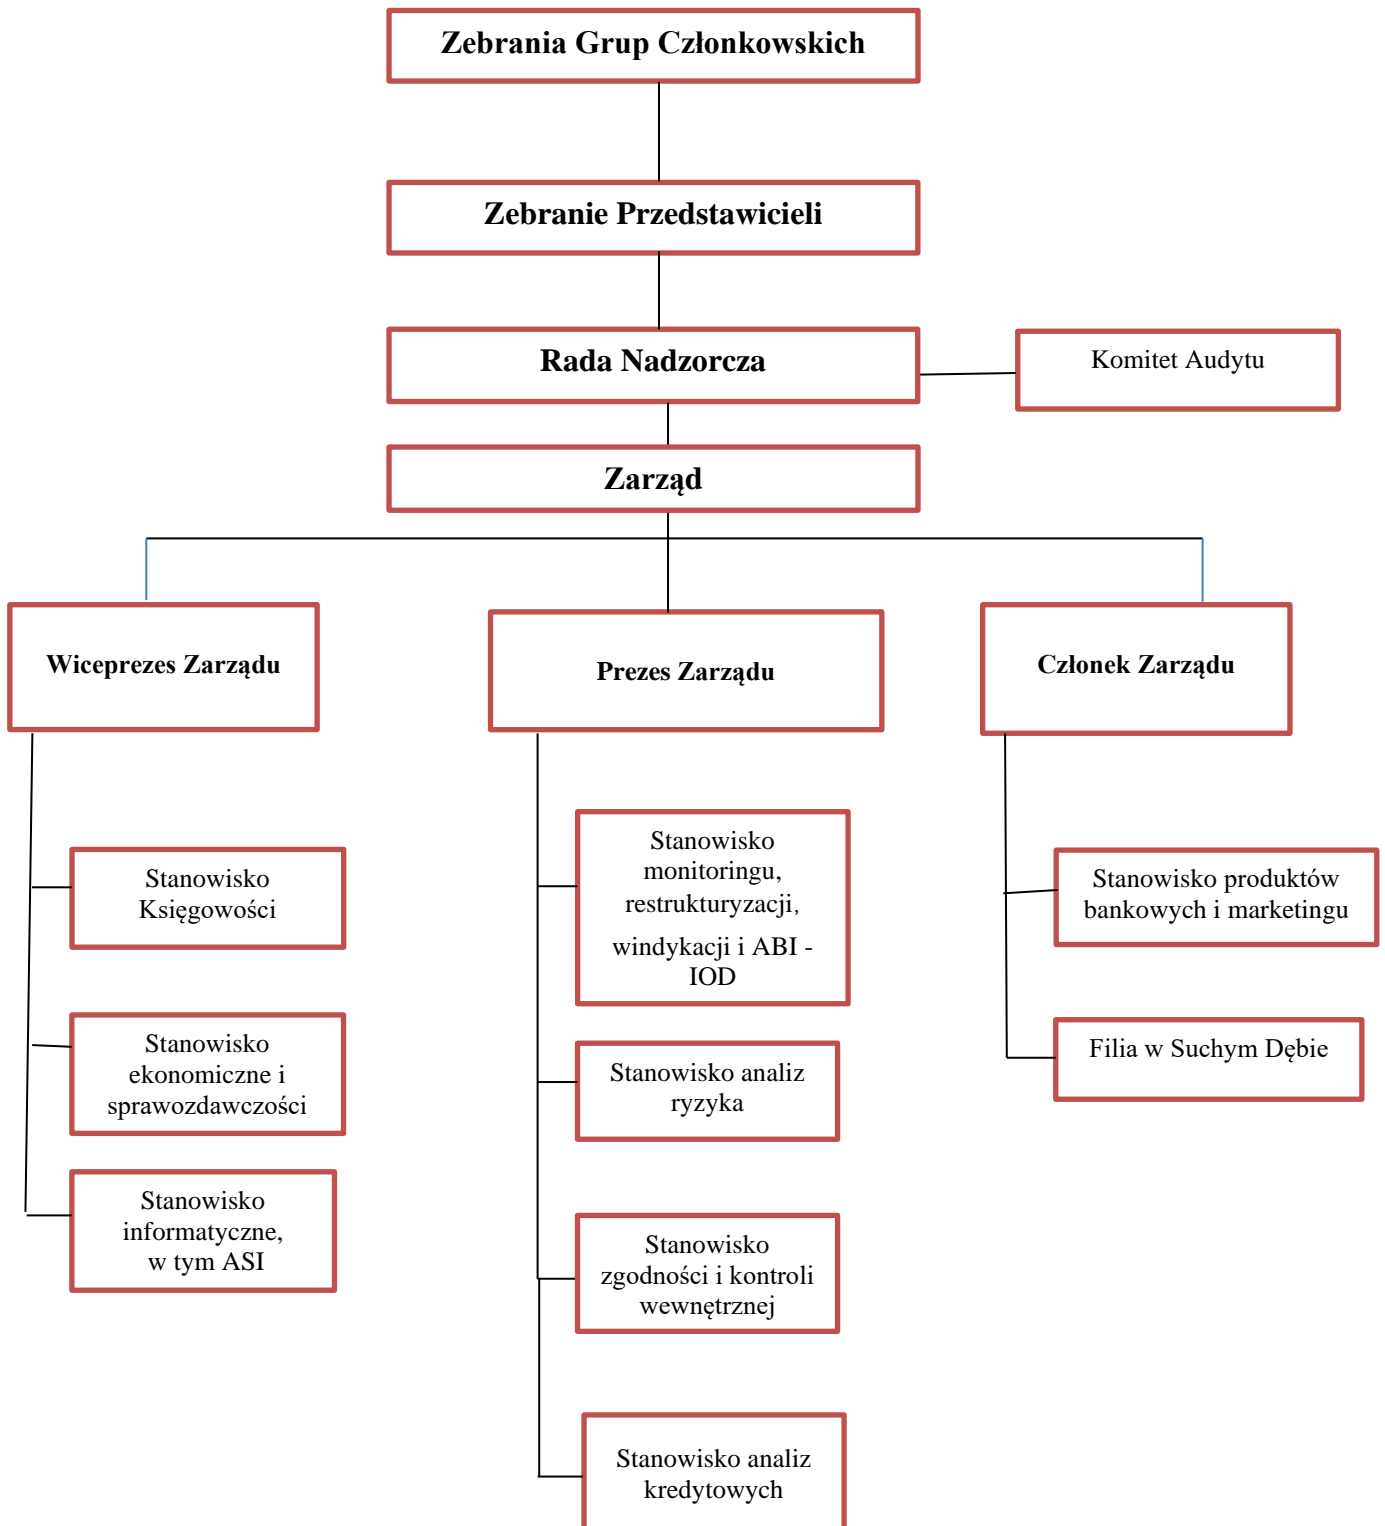 Zebrania Grup Członkowskich
Zebranie Przedstawicieli
Rada Nadzorcza
Komitet Audytu
Zarząd
Wiceprezes Zarządu
Prezes Zarządu
Członek Zarządu
Stanowisko
Księgowości
Stanowisko
ekonomiczne i
sprawozdawczości
Stanowisko
informatyczne,
w tym ASI
Stanowisko
monitoringu,
restrukturyzacji,
windykacji i ABI -
IOD
Stanowisko analiz
ryzyka
Stanowisko
zgodności i kontroli
wewnętrznej
Stanowisko analiz
kredytowych
Stanowisko produktów
bankowych i marketingu
Filia w Suchym Dębie